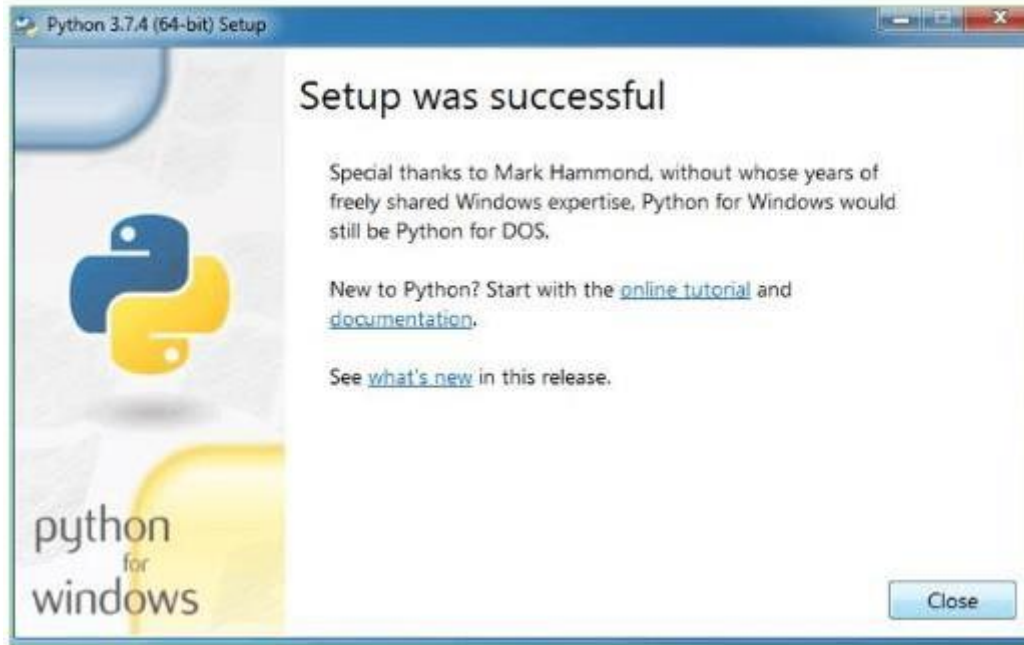 Python 3.7.4 (64-bit) Setup
Setup was successful
Special thanks to Mark Hammond, without whose years of
freely shared Windows expertise, Python for Windows would
still be Python for DOS.
New to Python? Start with the online tutorial and
documentation.
See what's new in this release.
python
for
windows
Close